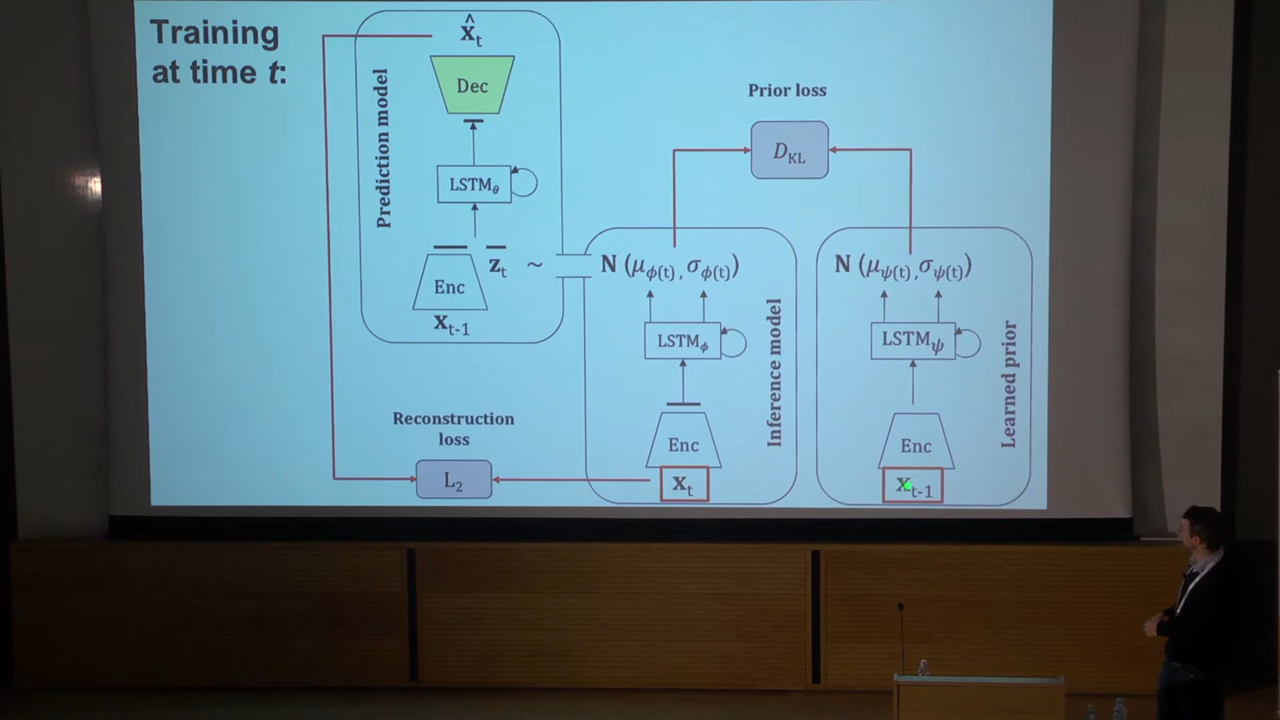 Training
at time t:
x̂t
Dec
Prediction model
LSTMθ
zt ~
Enc
xt-1
Prior loss
DKL
N (μϕ(t), σϕ(t))
LSTMϕ
Inference model
Enc
xt
N (μψ(t),σψ(t))
LSTMψ
Learned prior
Enc
xt-1
Reconstruction
loss
L2